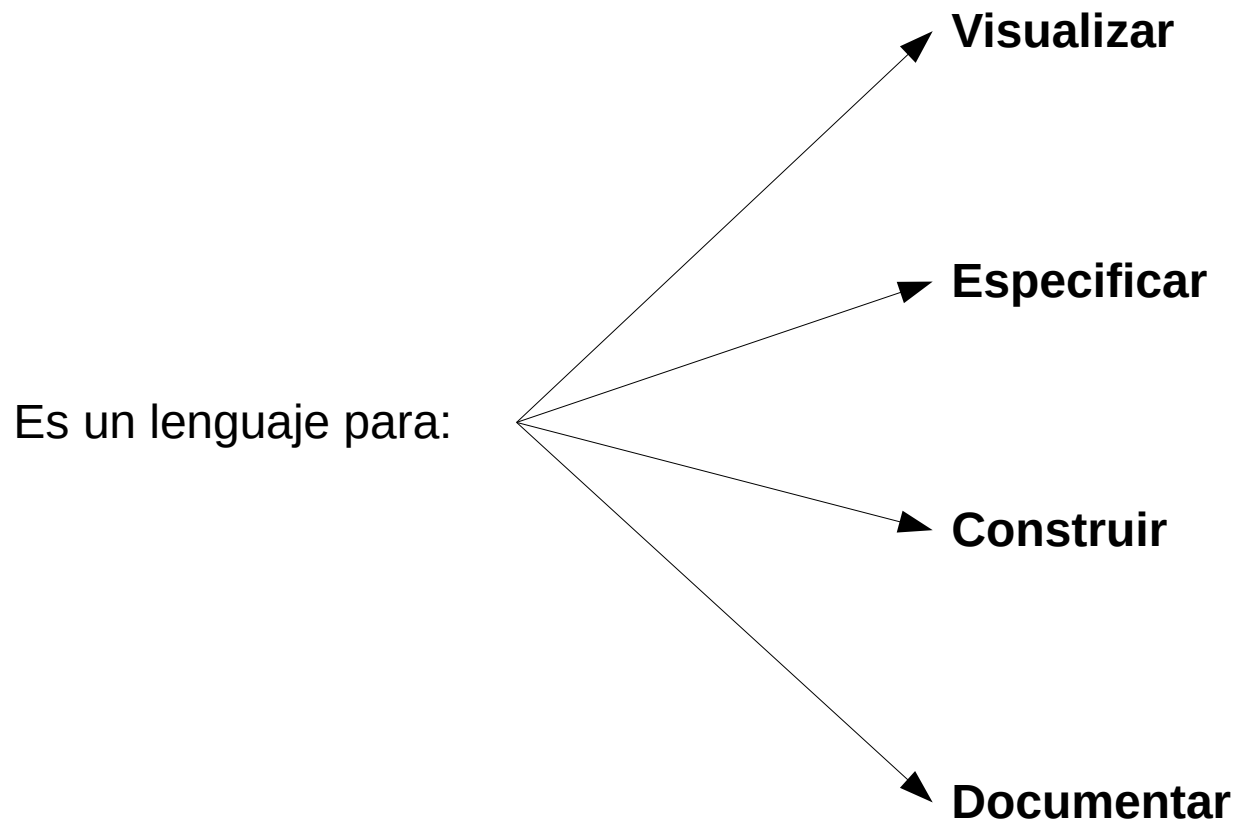 Visualizar
Especificar
Es un lenguaje para:
Construir
Documentar